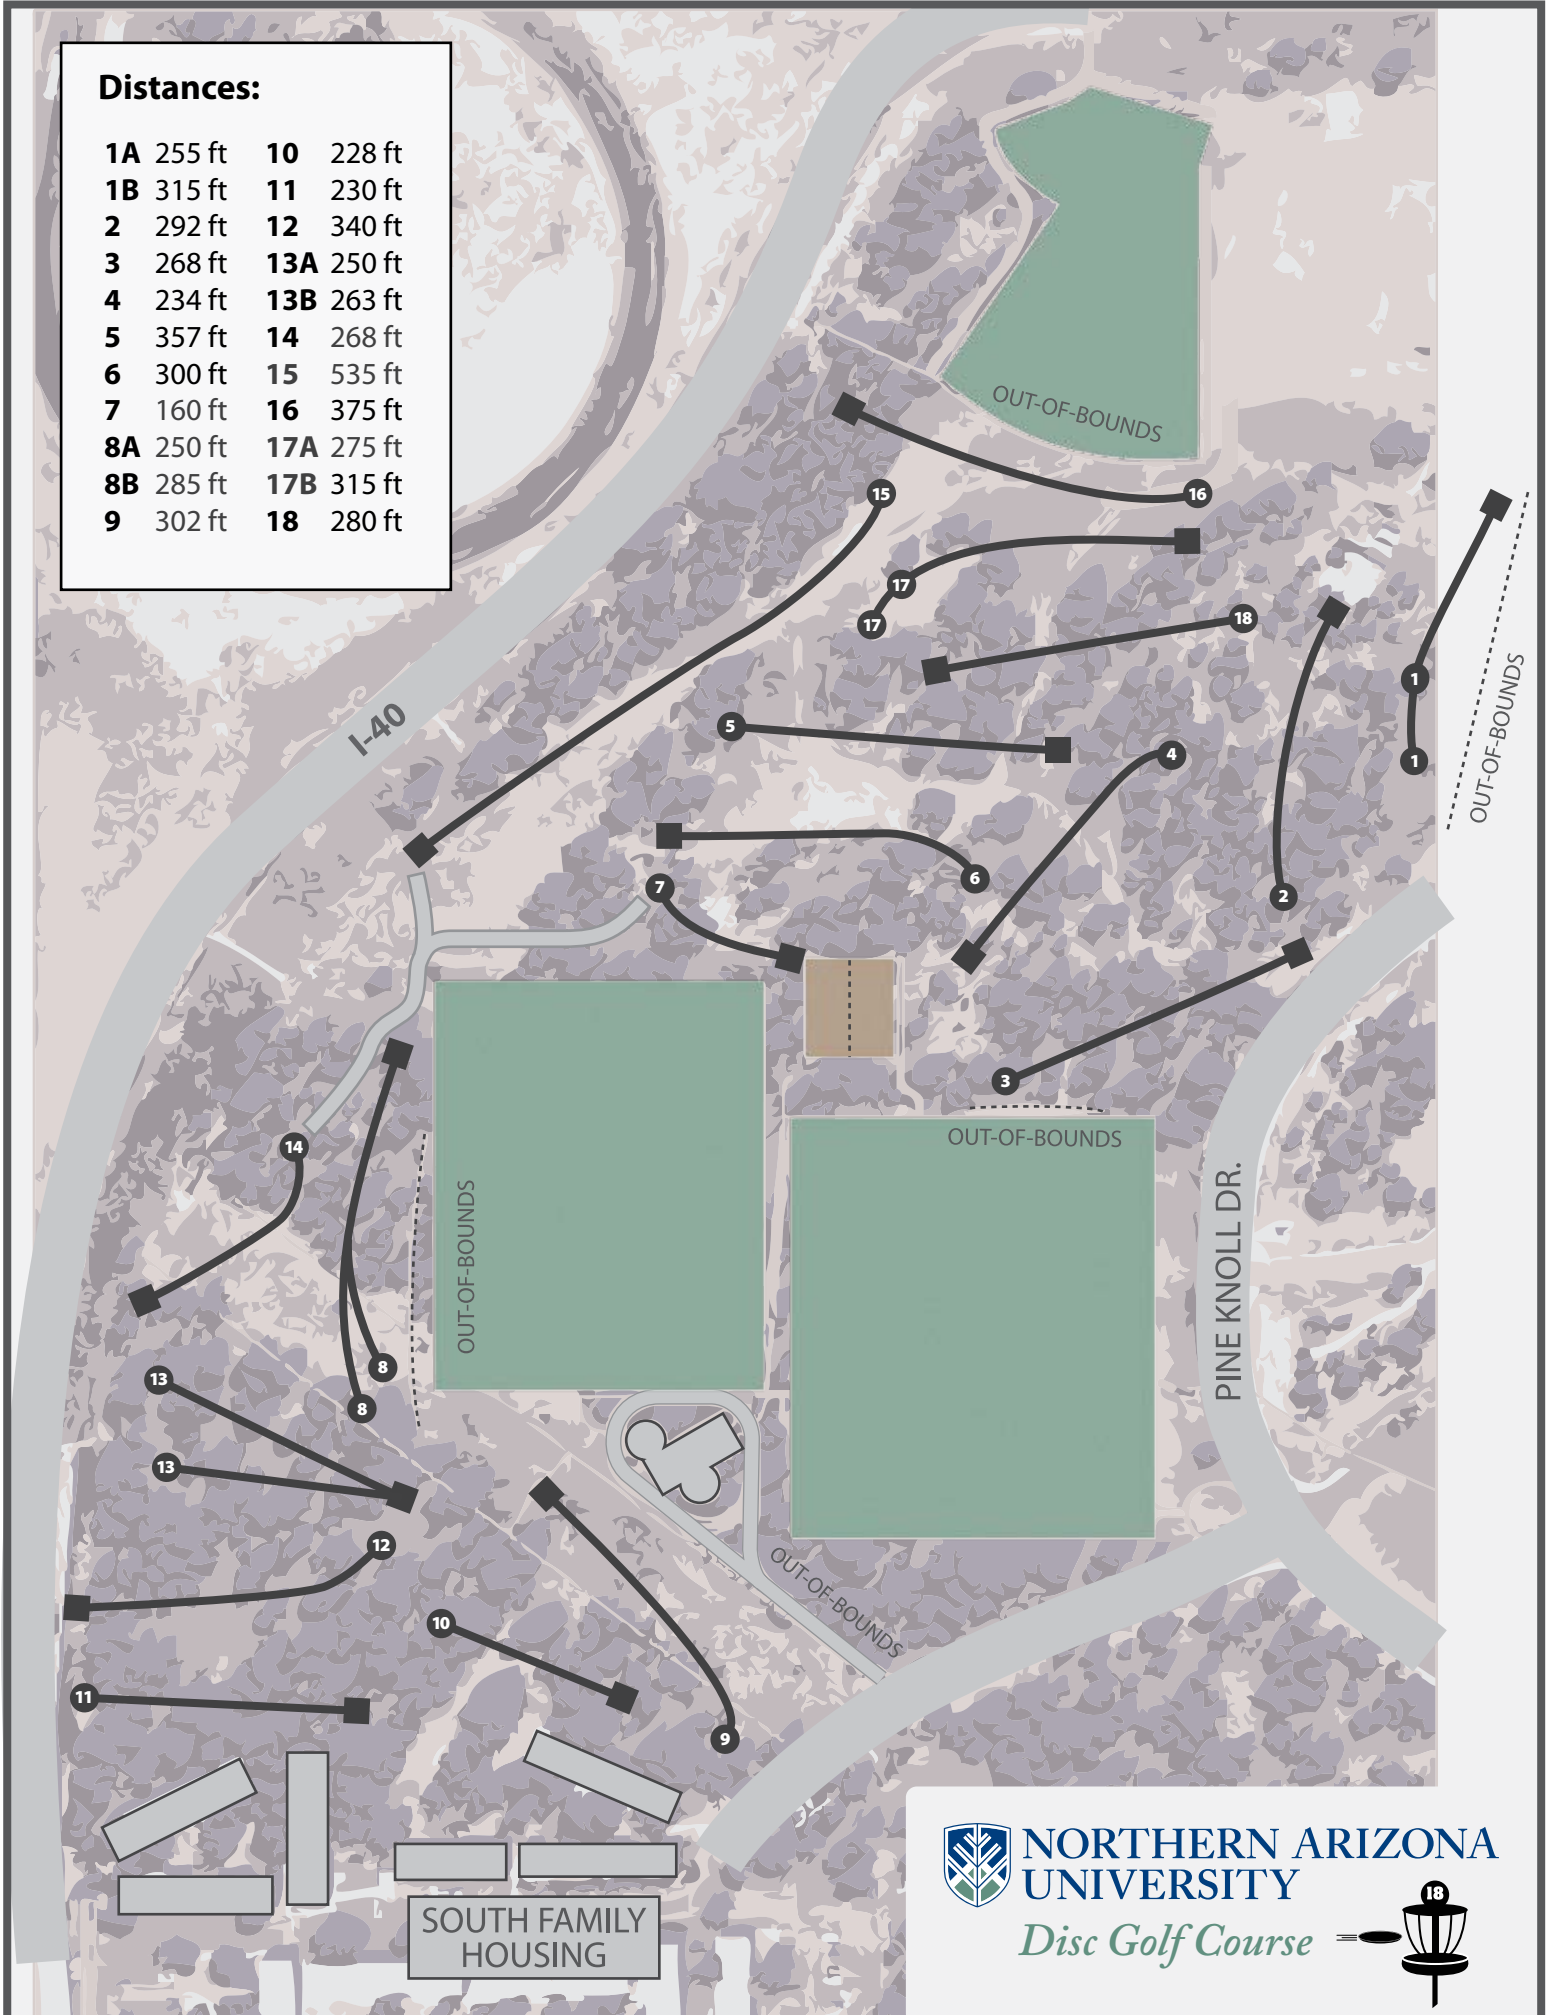 Distances:
1A 255 ft 10 228 ft
1B 315 ft 11 230 ft
2 292 ft 12 340 ft
3 268 ft 13A 250 ft
4 234 ft 13B 263 ft
5 357 ft 14 268 ft
6 300 ft 15 535 ft
7 160 ft 16 375 ft
8A 250 ft 17A 275 ft
8B 285 ft 17B 315 ft
9 302 ft 18 280 ft
OUT-OF-BOUNDS
15
16
17
17
18
1
1
OUT-OF-BOUNDS
I-40
5
4
6
7
2
3
OUT-OF-BOUNDS
14
OUT-OF-BOUNDS
PINE KNOLL DR.
8
8
13
13
12
OUT-OF-BOUNDS
10
11
9
SOUTH FAMILY
HOUSING
NORTHERN ARIZONA
UNIVERSITY
Disc Golf Course
18